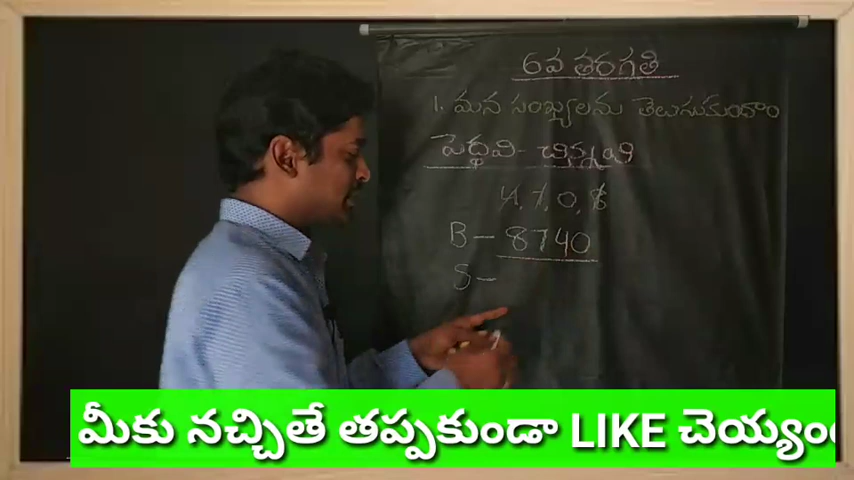 6వ తరగతి
1. మన సంఖ్యలను తెలుసుకుందాం
పెద్దవి - చిన్నవి
4, 7, 0, 8
B - 8740
S -
మీకు నచ్చితే తప్పకుండా LIKE చెయ్యం